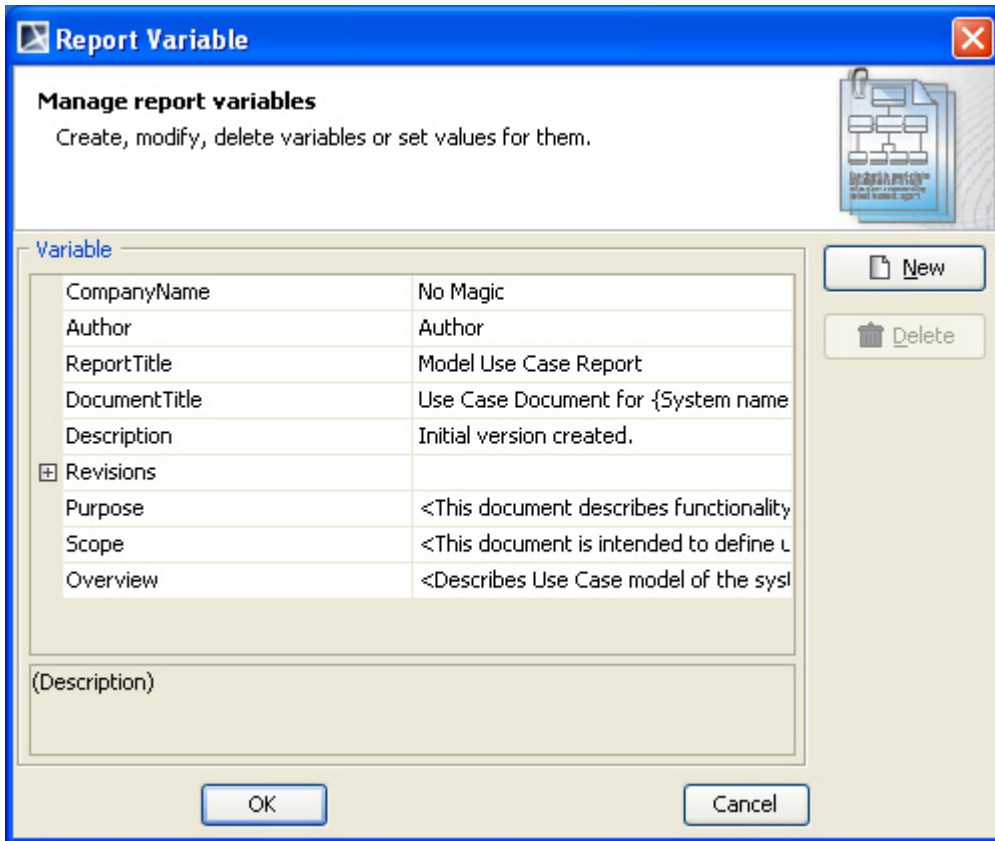 Report Variable
Manage report variables
Create, modify, delete variables or set values for them.
Variable
CompanyName No Magic
Author Author
ReportTitle Model Use Case Report
DocumentTitle Use Case Document for {System name
Description Initial version created.
Revisions
Purpose <This document describes functionality
Scope <This document is intended to define u
Overview <Describes Use Case model of the syst
(Description)
New
Delete
OK Cancel